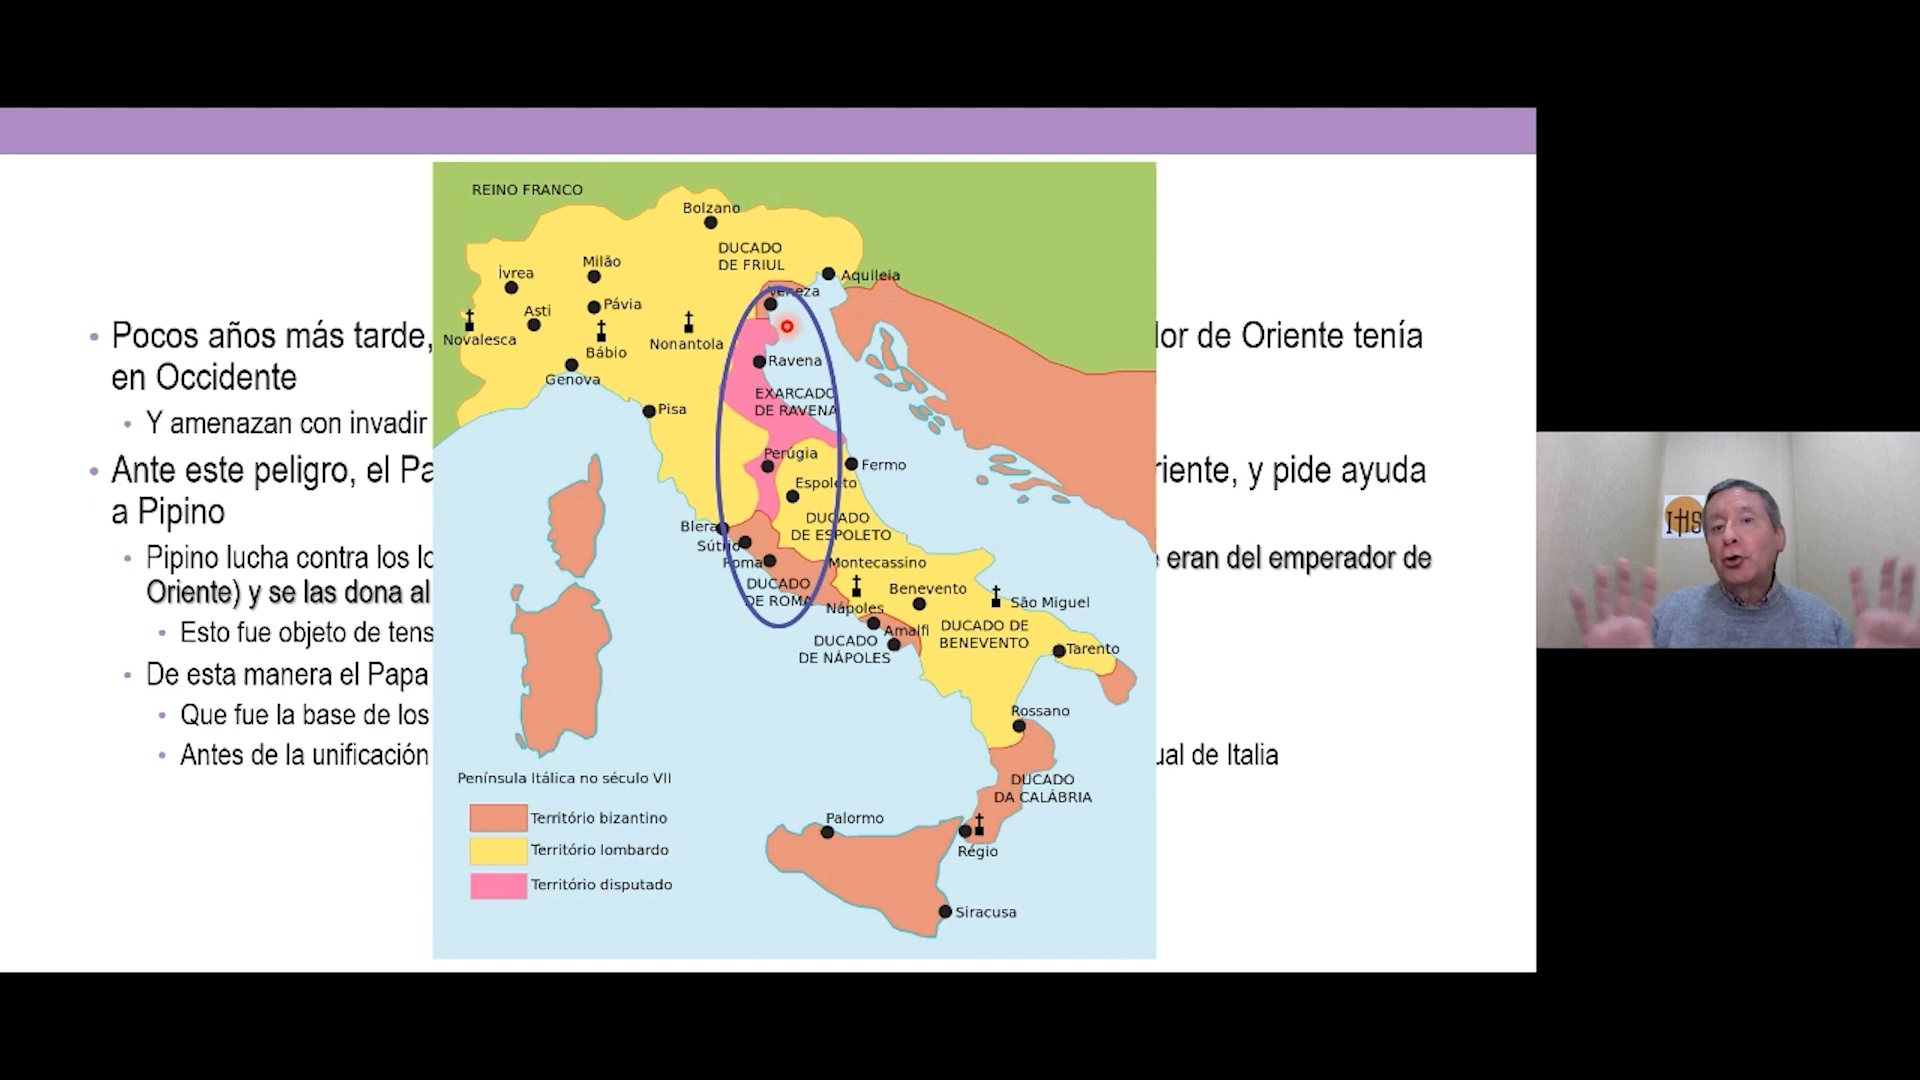 Pocos años más tarde,
lor de Oriente tenía
en Occidente
Y amenazan con invadir
Ante este peligro, el Pa
riente, y pide ayuda
a Pipino
Pipino lucha contra los lo
eran del emperador de
Oriente) y se las dona al
Esto fue objeto de tens
De esta manera el Papa
Que fue la base de los
Antes de la unificación
ual de Italia
REINO FRANCO
Bolzano
DUCADO
DE FRIUL
Milão
Ívrea
Aquileia
Veneza
Pávia
Asti
Novalesca
Bábio
Nonantola
Genova
Ravena
EXARCADO
DE RAVENA
Pisa
Perúgia
Fermo
Espoleto
DUCADO
DE ESPOLETO
Blera
Sútrio
Roma
DUCADO
DE ROMA
Montecassino
Benevento
São Miguel
Nápoles
Amalfi
DUCADO DE
BENEVENTO
DUCADO
DE NÁPOLES
Tarento
Rossano
DUCADO
DA CALÁBRIA
Palormo
Régio
Siracusa
Península Itálica no século VII
Território bizantino
Território lombardo
Território disputado
IHS